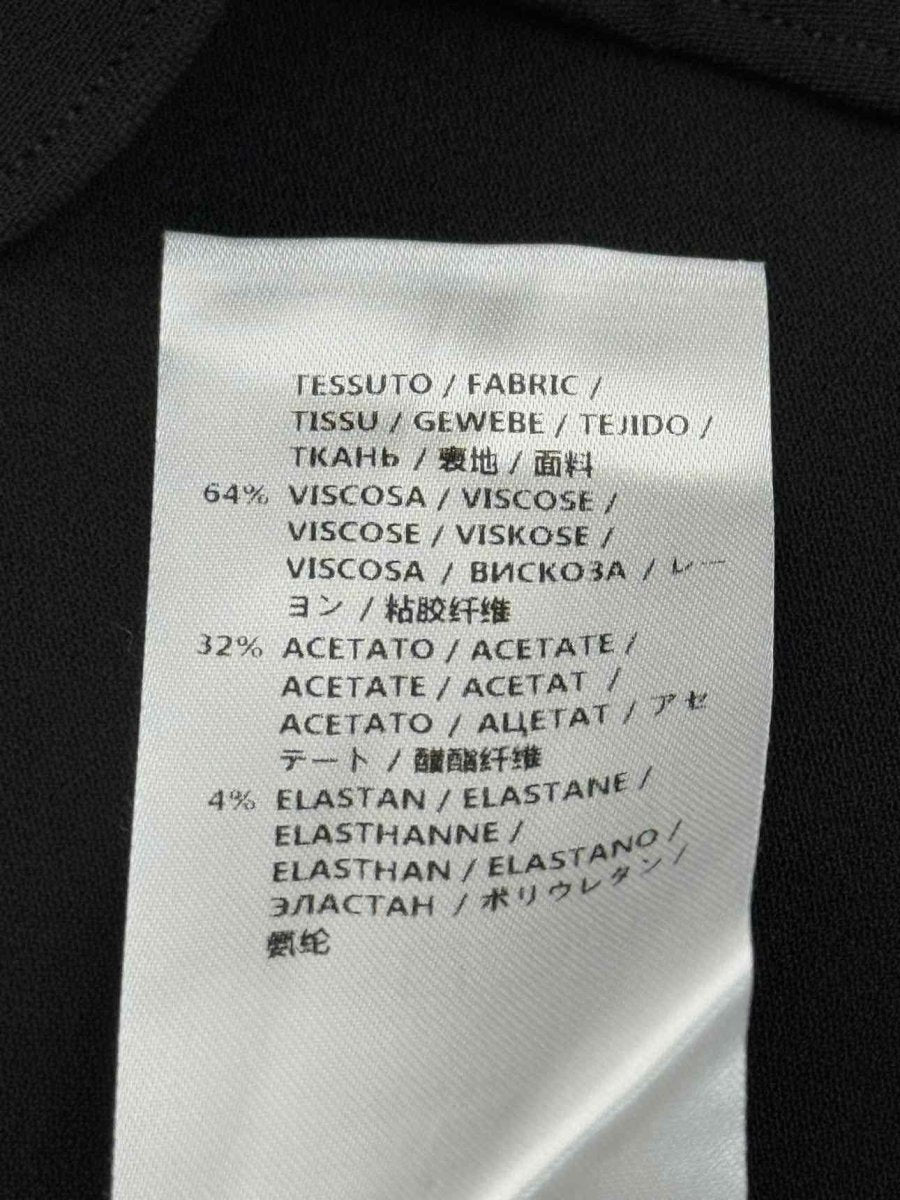 TESSUTO / FABRIC /
TISSU / GEWEBE / TEJIDO /
ТКАНЬ / 裏地 / 面料
64% VISCOSA / VISCOSE /
VISCOSE / VISKOSE /
VISCOSA / ВИСКОЗА / レー
ヨン / 粘胶纤维
32% ACETATO / ACETATE /
ACETATE / ACETAT /
ACETATO / АЦЕТАТ / アセ
テート / 醋酯纤维
4% ELASTAN / ELASTANE /
ELASTHANNE /
ELASTHAN / ELASTANO /
ЭЛАСТАН / ポリウレタン /
氨纶